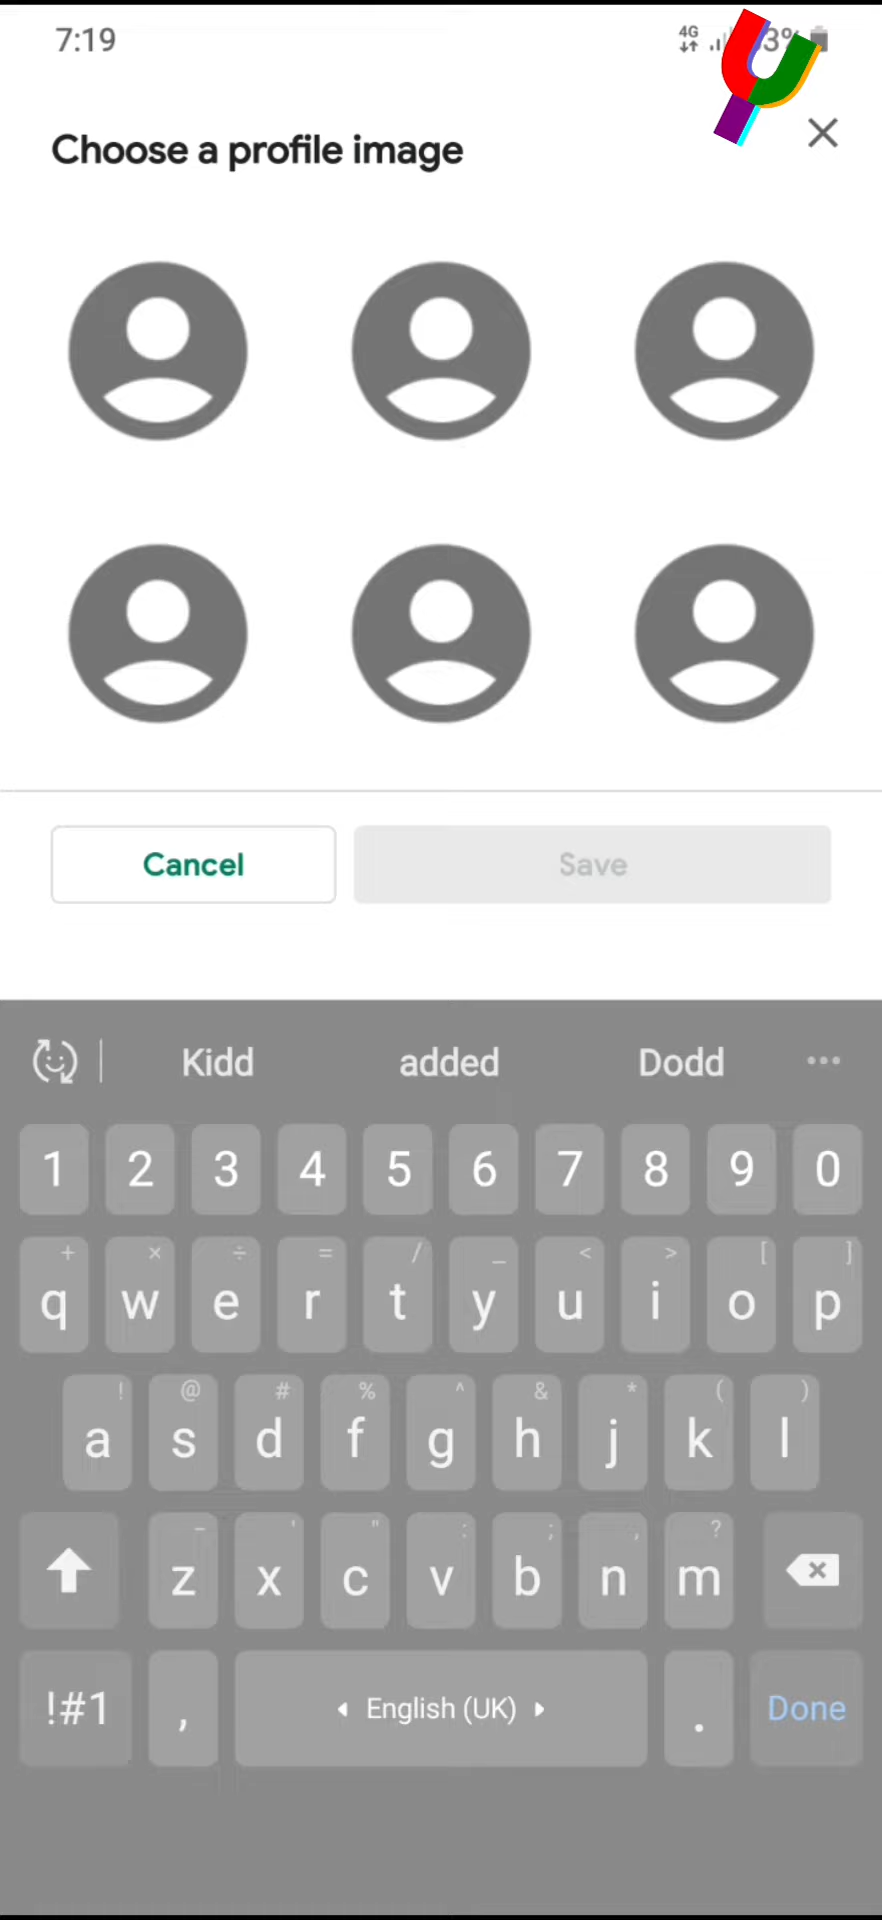 7:19
4G
Choose a profile image
Cancel
Save
Kidd added Dodd ...
1 2 3 4 5 6 7 8 9 0
+ × ÷ = / _ < > [ ]
q w e r t y u i o p
! @ # % ^ & * ( )
a s d f g h j k l
- ' " : ; , ?
z x c v b n m
!#1 , English (UK) . Done